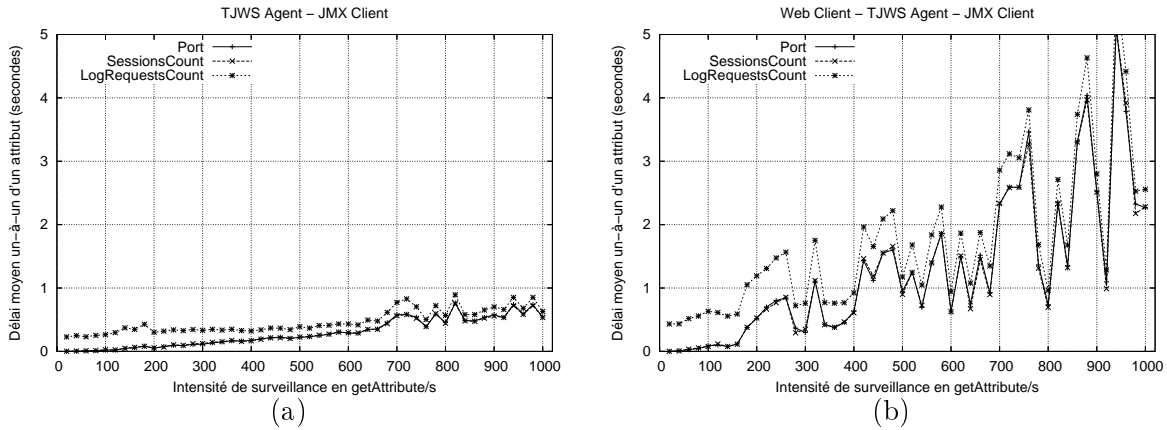 TJWS Agent − JMX Client
Délai moyen un−à−un d'un attribut (secondes)
5
4
3
2
1
0
Port
SessionsCount
LogRequestsCount
0 100 200 300 400 500 600 700 800 900 1000
Intensité de surveillance en getAttribute/s
(a)
Web Client − TJWS Agent − JMX Client
Délai moyen un−à−un d'un attribut (secondes)
5
4
3
2
1
0
Port
SessionsCount
LogRequestsCount
0 100 200 300 400 500 600 700 800 900 1000
Intensité de surveillance en getAttribute/s
(b)